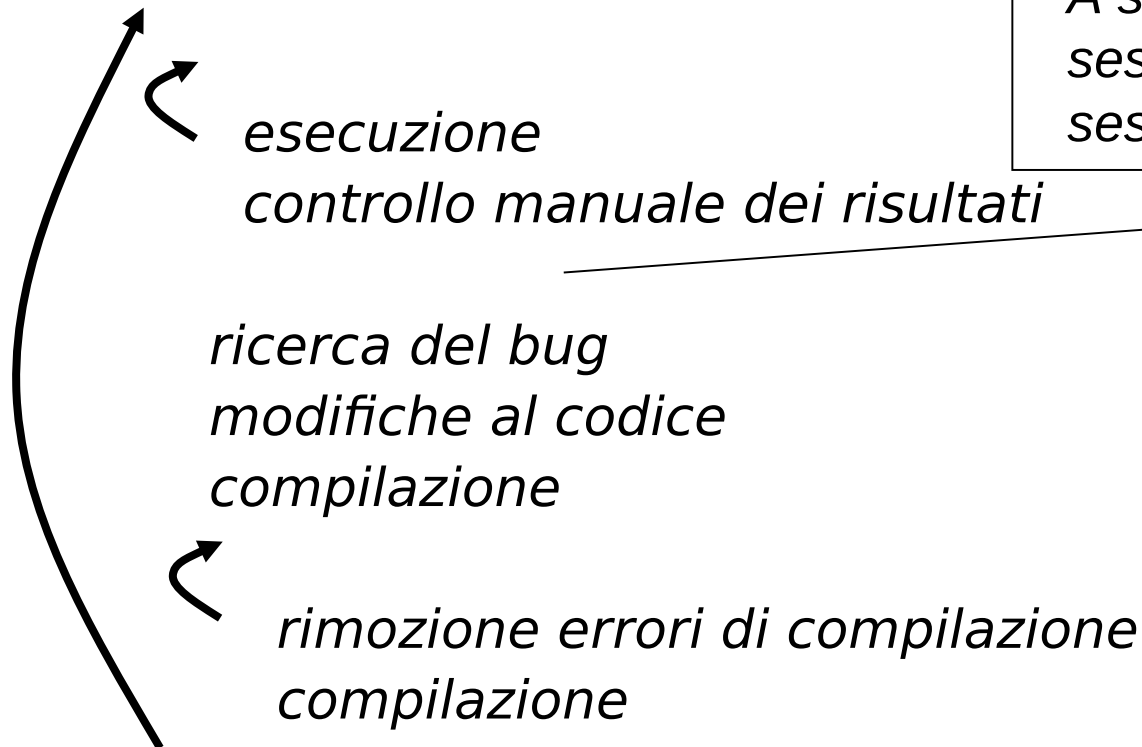 esecuzione
controllo manuale dei risultati
ricerca del bug
modifiche al codice
compilazione
rimozione errori di compilazione
compilazione